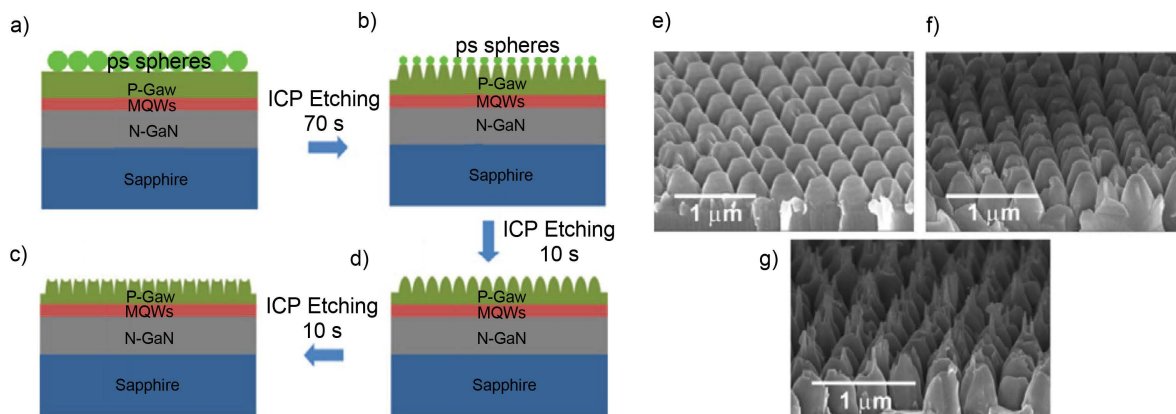 a)
ps spheres
P-Gaw
MQWs
N-GaN
Sapphire
ICP Etching
70 s
b)
ps spheres
P-Gaw
MQWs
N-GaN
Sapphire
ICP Etching
10 s
c)
P-Gaw
MQWs
N-GaN
Sapphire
ICP Etching
10 s
d)
P-Gaw
MQWs
N-GaN
Sapphire
e)
1 μm
f)
1 μm
g)
1 μm